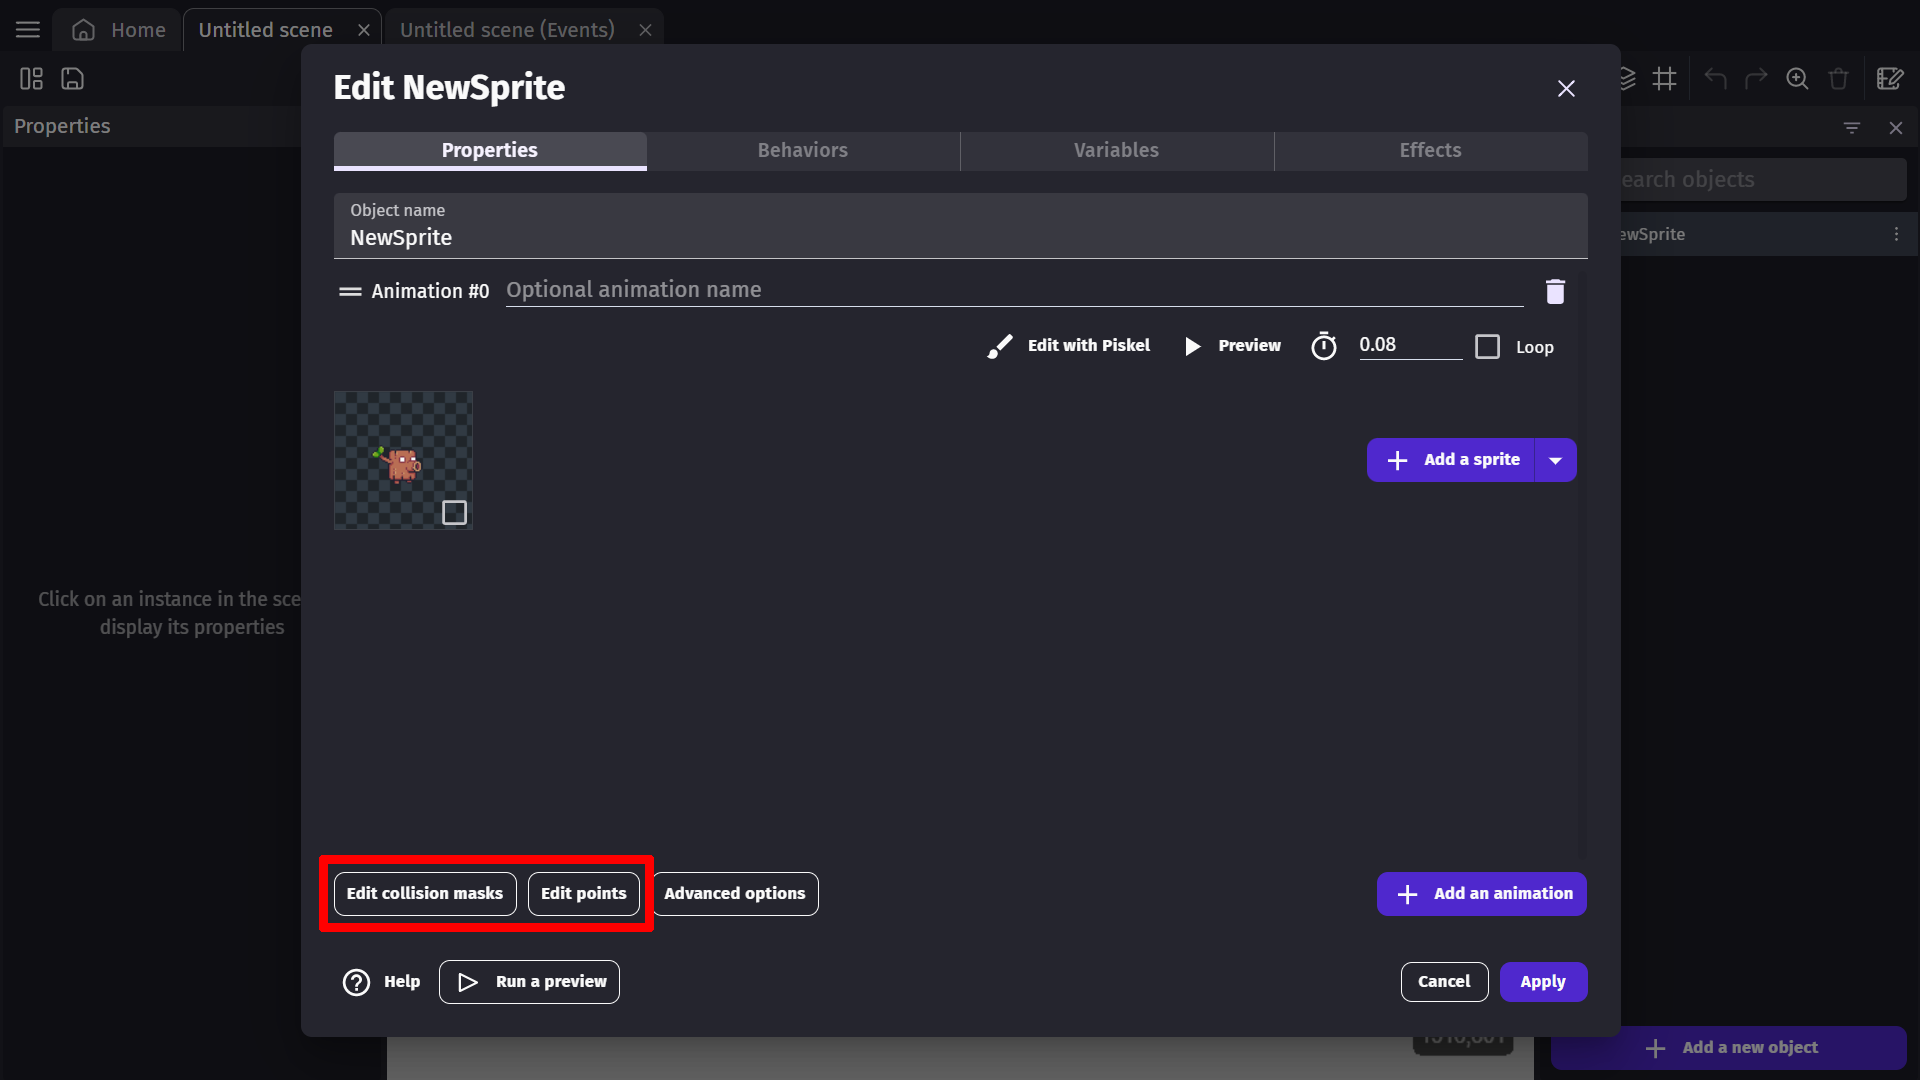 Home
Untitled scene
Untitled scene (Events)
Properties
Click on an instance in the
display its properties
Edit NewSprite
Properties
Behaviors
Variables
Effects
Object name
NewSprite
Animation #0
Optional animation name
Edit with Piskel
Preview
0.08
Loop
Add a sprite
Edit collision masks
Edit points
Advanced options
Add an animation
Help
Run a preview
Cancel
Apply
earch objects
ewSprite
Add a new object